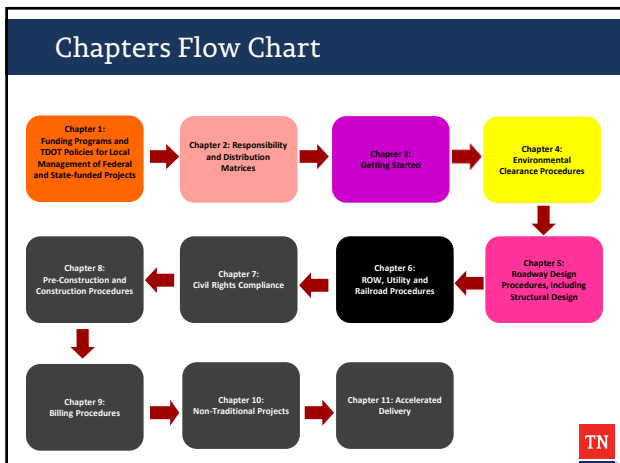 Chapters Flow Chart
Chapter 1:
Funding Programs and
TDOT Policies for Local
Management of Federal
and State-funded Projects
Chapter 2: Responsibility
and Distribution
Matrices
Chapter 3:
Getting Started
Chapter 4:
Environmental
Clearance Procedures
Chapter 5:
Roadway Design
Procedures, Including
Structural Design
Chapter 6:
ROW, Utility and
Railroad Procedures
Chapter 7:
Civil Rights Compliance
Chapter 8:
Pre-Construction and
Construction Procedures
Chapter 9:
Billing Procedures
Chapter 10:
Non-Traditional Projects
Chapter 11: Accelerated
Delivery
TN